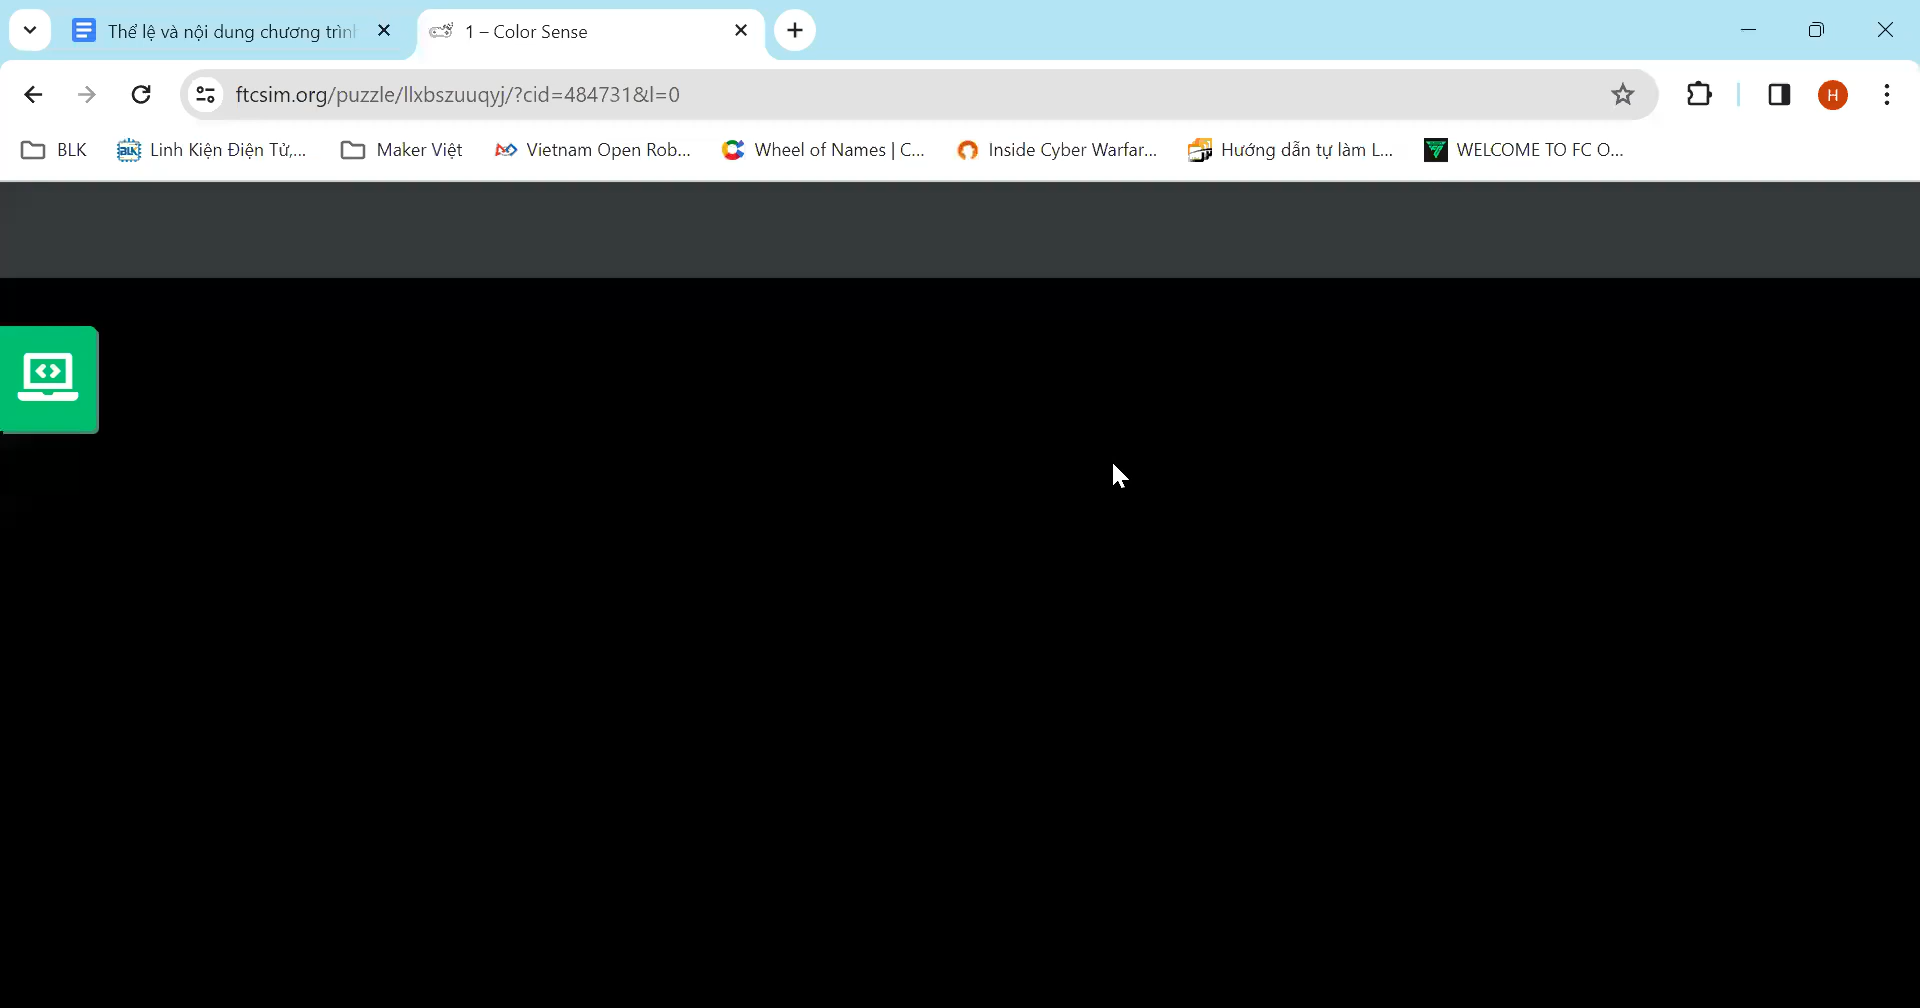 Thể lệ và nội dung chương trìn
1 – Color Sense
ftcsim.org/puzzle/llxbszuuqyj/?cid=484731&l=0
H
BLK
Linh Kiện Điện Tử,...
Maker Việt
Vietnam Open Rob...
Wheel of Names | C...
Inside Cyber Warfar...
Hướng dẫn tự làm L...
WELCOME TO FC O...